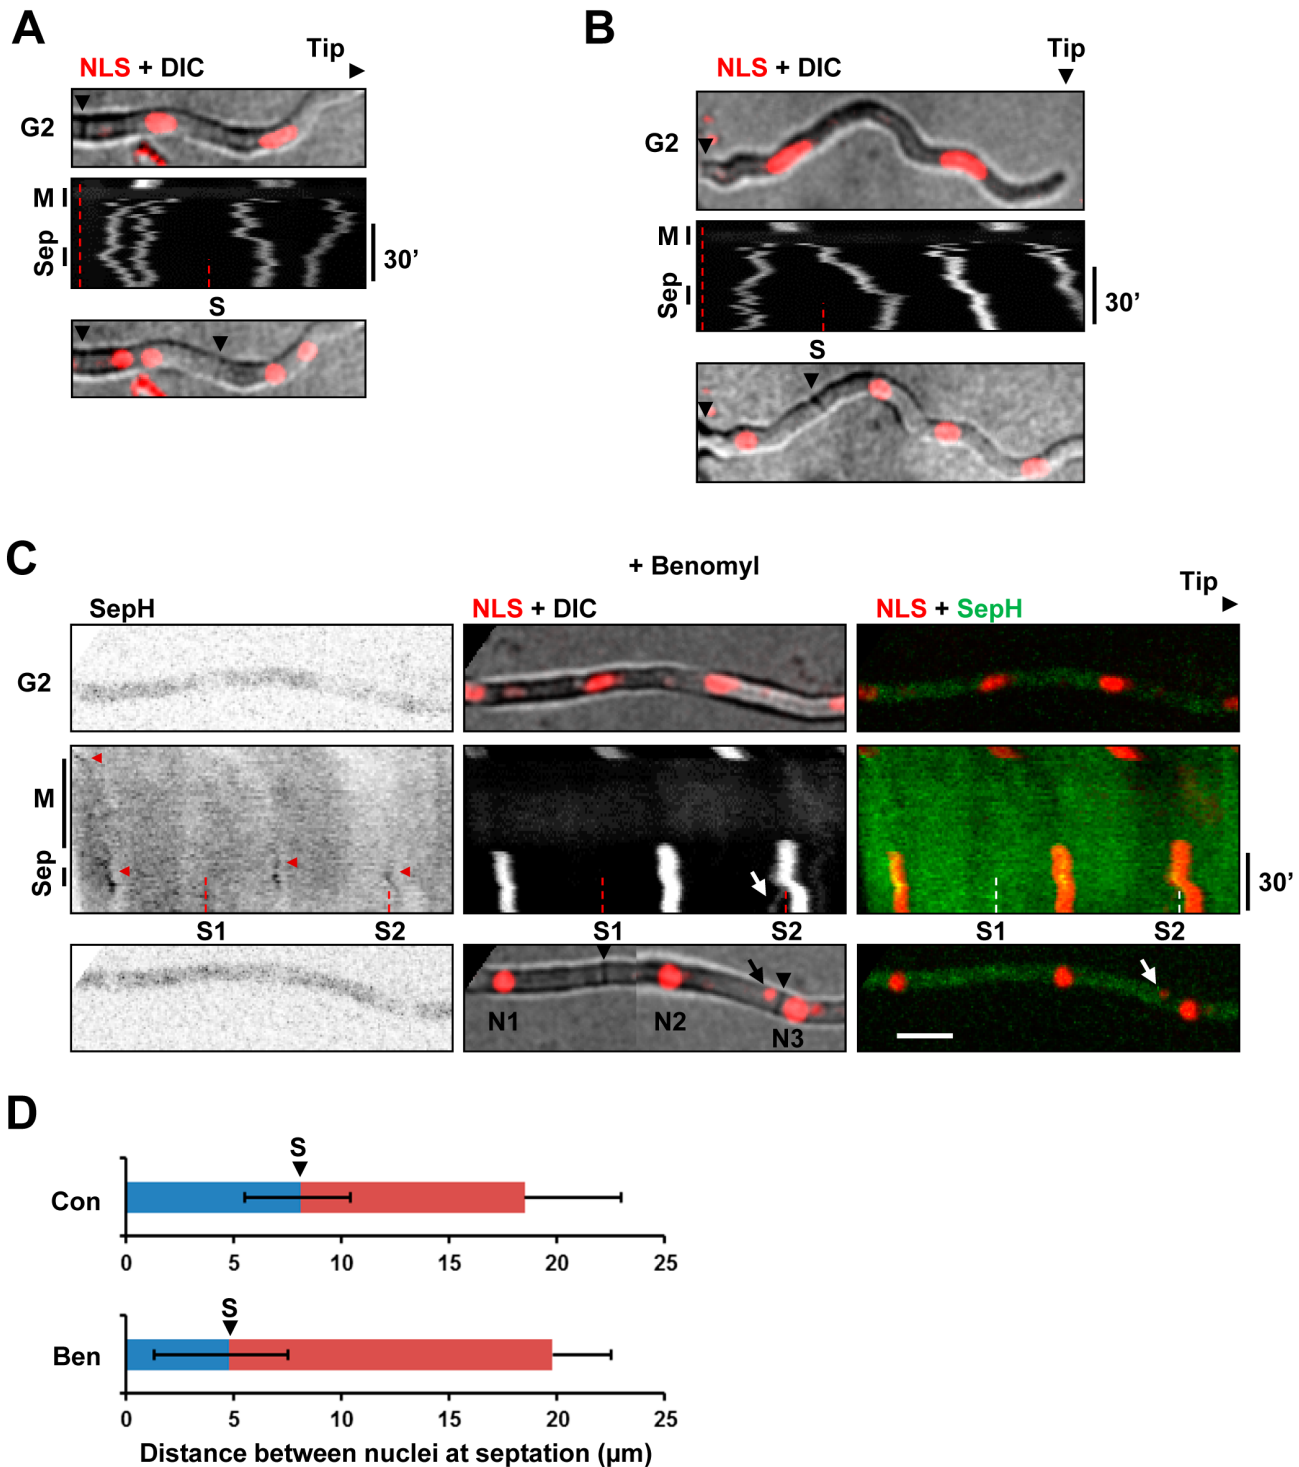 A
Tip
NLS + DIC
G2
M
Sep
30’
S
B
Tip
NLS + DIC
G2
M
Sep
30’
S
C
+ Benomyl
Tip
SepH
NLS + DIC
NLS + SepH
G2
M
Sep
30’
S1 S2 S1 S2 S1 S2
N1 N2 N3
D
S
Con
0 5 10 15 20 25
S
Ben
0 5 10 15 20 25
Distance between nuclei at septation (µm)